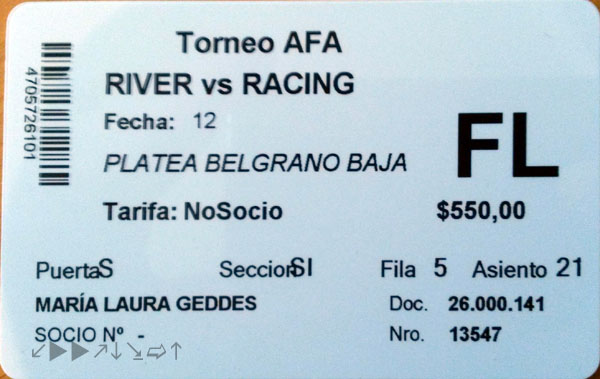 Torneo AFA
RIVER vs RACING
Fecha: 12
FL
PLATEA BELGRANO BAJA
Tarifa: NoSocio $550,00
PuertaS SeccionSI Fila 5 Asiento 21
MARÍA LAURA GEDDES Doc. 26.000.141
SOCIO Nº - Nro. 13547
4705726101